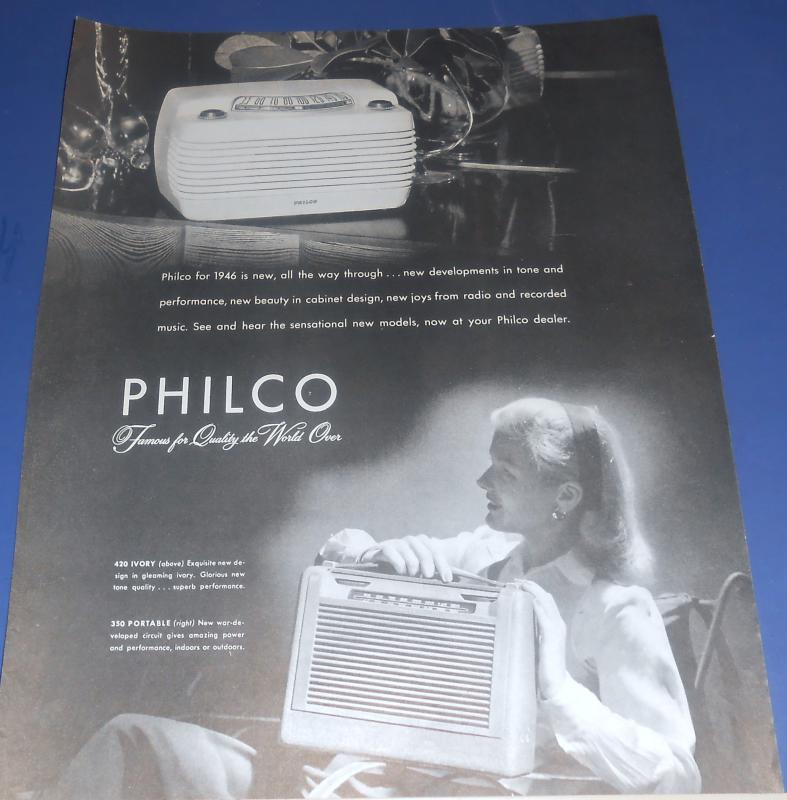 PHILCO
Philco for 1946 is new, all the way through ... new developments in tone and
performance, new beauty in cabinet design, new joys from radio and recorded
music. See and hear the sensational new models, now at your Philco dealer.
PHILCO
Famous for Quality the World Over
420 IVORY (above) Exquisite new de-
sign in gleaming ivory. Glorious new
tone quality ... superb performance.
350 PORTABLE (right) New war-de-
veloped circuit gives amazing power
and performance, indoors or outdoors.